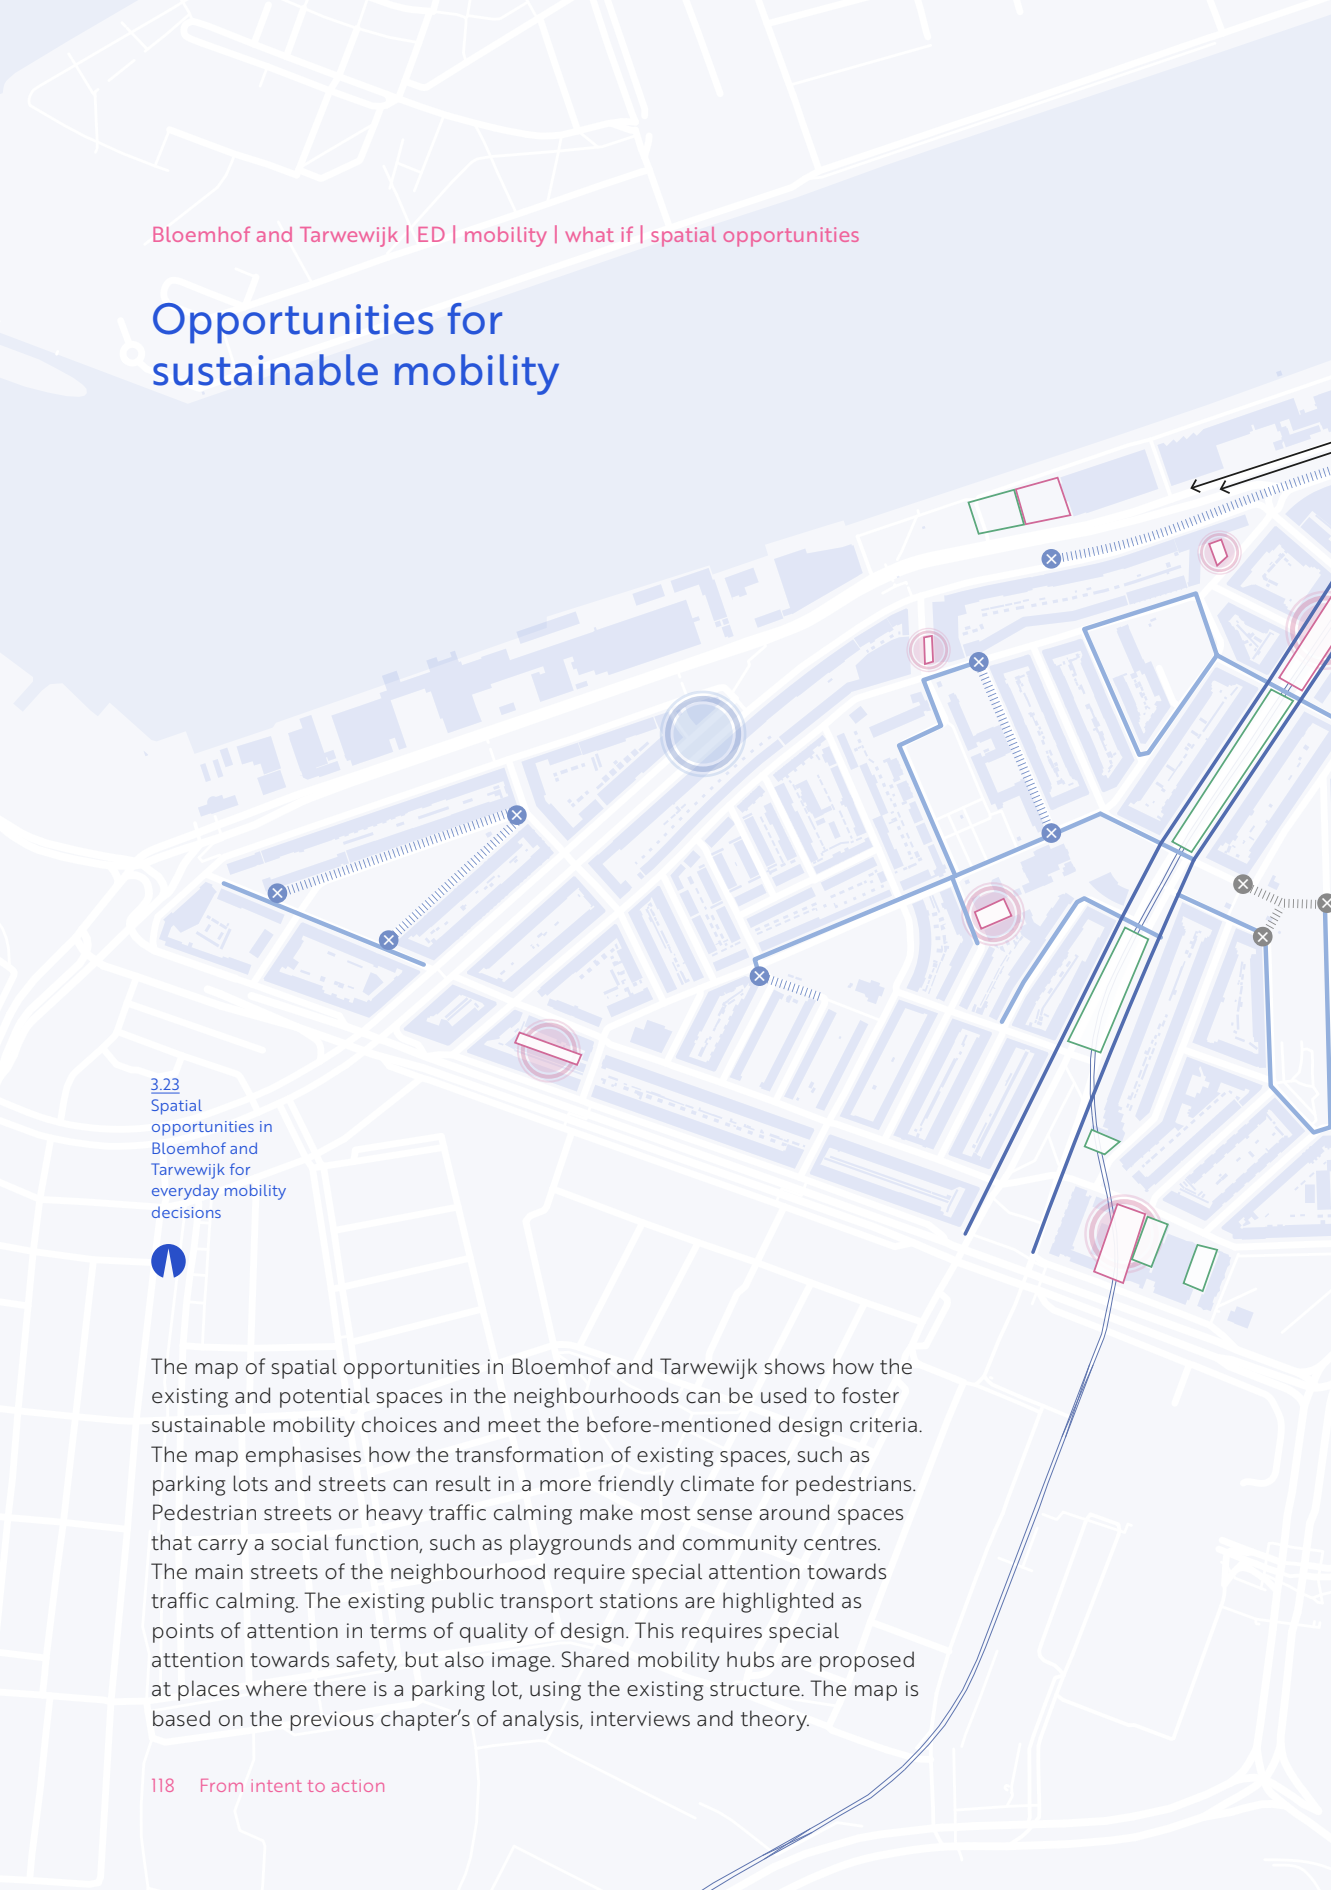 Bloemhof and Tarwewijk | ED | mobility | what if | spatial opportunities
Opportunities for
sustainable mobility
3.23
Spatial
opportunities in
Bloemhof and
Tarwewijk for
everyday mobility
decisions
The map of spatial opportunities in Bloemhof and Tarwewijk shows how the
existing and potential spaces in the neighbourhoods can be used to foster
sustainable mobility choices and meet the before-mentioned design criteria.
The map emphasises how the transformation of existing spaces, such as
parking lots and streets can result in a more friendly climate for pedestrians.
Pedestrian streets or heavy traffic calming make most sense around spaces
that carry a social function, such as playgrounds and community centres.
The main streets of the neighbourhood require special attention towards
traffic calming. The existing public transport stations are highlighted as
points of attention in terms of quality of design. This requires special
attention towards safety, but also image. Shared mobility hubs are proposed
at places where there is a parking lot, using the existing structure. The map is
based on the previous chapter’s of analysis, interviews and theory.
118 From intent to action